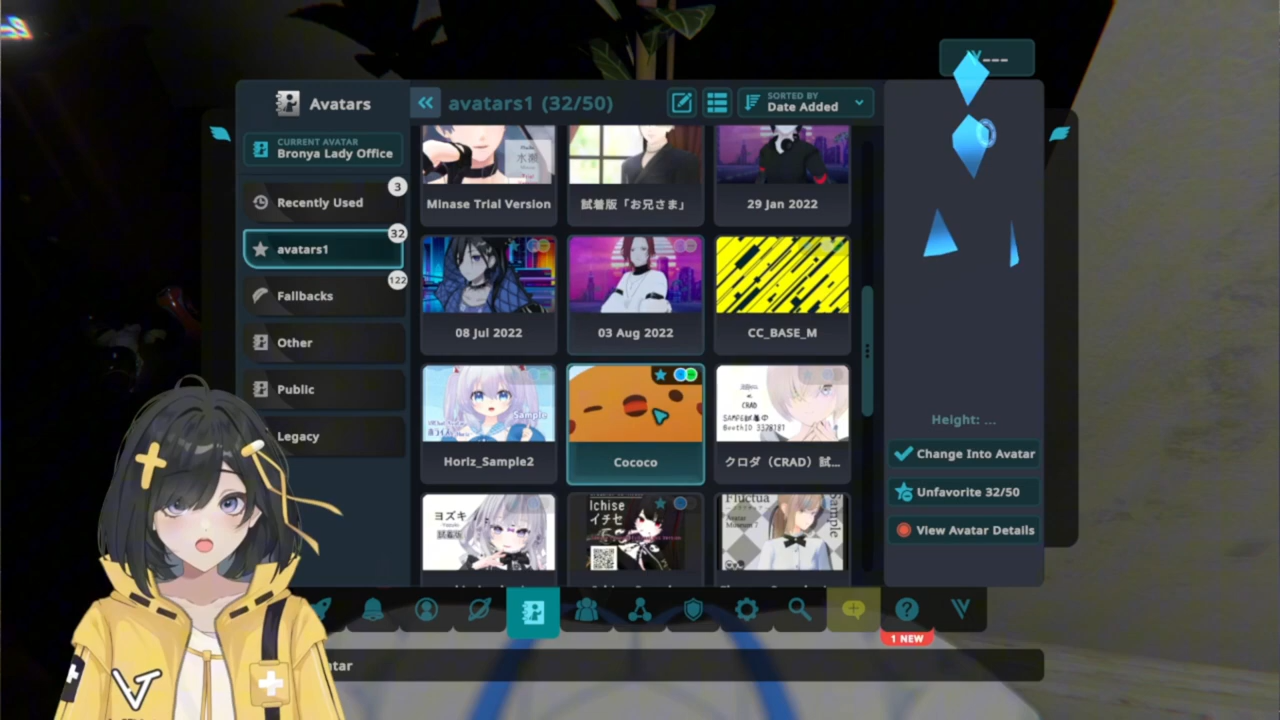 Avatars
avatars1 (32/50)
SORTED BY
Date Added
CURRENT AVATAR
Bronya Lady Office
Recently Used
3
avatars1
32
Fallbacks
122
Other
Public
Legacy
水瀬
Minase Trial Version
試着版「お兄さま」
29 Jan 2022
08 Jul 2022
03 Aug 2022
CC_BASE_M
Sample
Horiz_Sample2
Cococo
CRAD
クロダ（CRAD）試...
ヨズキ
Ichise
イチセ
Fluctua
Sample
Height: ...
Change Into Avatar
Unfavorite 32/50
View Avatar Details
1 NEW